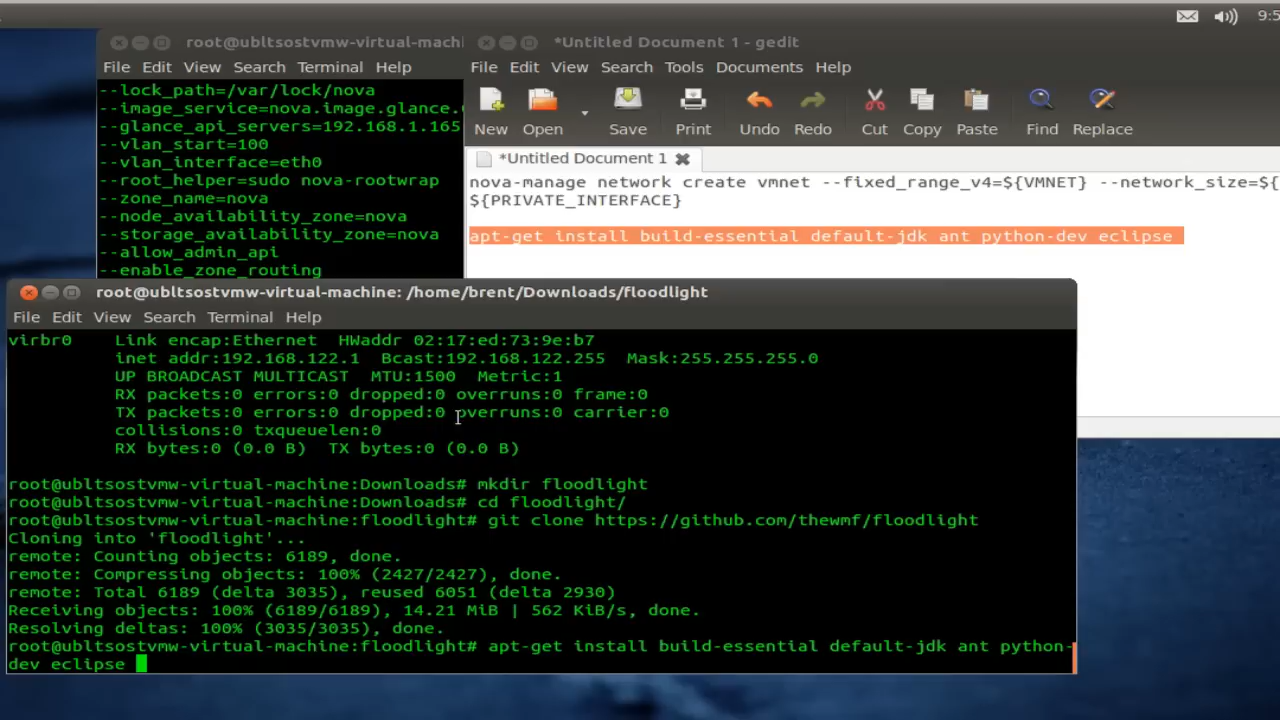 9:5
root@ubltsostvmw-virtual-machi
File Edit View Search Terminal Help
--lock_path=/var/lock/nova
--image_service=nova.image.glance.
--glance_api_servers=192.168.1.165
--vlan_start=100
--vlan_interface=eth0
--root_helper=sudo nova-rootwrap
--zone_name=nova
--node_availability_zone=nova
--storage_availability_zone=nova
--allow_admin_api
--enable_zone_routing
*Untitled Document 1 - gedit
File Edit View Search Tools Documents Help
New Open Save Print Undo Redo Cut Copy Paste Find Replace
*Untitled Document 1
nova-manage network create vmnet --fixed_range_v4=${VMNET} --network_size=${
${PRIVATE_INTERFACE}
apt-get install build-essential default-jdk ant python-dev eclipse
root@ubltsostvmw-virtual-machine: /home/brent/Downloads/floodlight
File Edit View Search Terminal Help
virbr0 Link encap:Ethernet HWaddr 02:17:ed:73:9e:b7
inet addr:192.168.122.1 Bcast:192.168.122.255 Mask:255.255.255.0
UP BROADCAST MULTICAST MTU:1500 Metric:1
RX packets:0 errors:0 dropped:0 overruns:0 frame:0
TX packets:0 errors:0 dropped:0 overruns:0 carrier:0
collisions:0 txqueuelen:0
RX bytes:0 (0.0 B) TX bytes:0 (0.0 B)
root@ubltsostvmw-virtual-machine:Downloads# mkdir floodlight
root@ubltsostvmw-virtual-machine:Downloads# cd floodlight/
root@ubltsostvmw-virtual-machine:floodlight# git clone https://github.com/thewmf/floodlight
Cloning into 'floodlight'...
remote: Counting objects: 6189, done.
remote: Compressing objects: 100% (2427/2427), done.
remote: Total 6189 (delta 3035), reused 6051 (delta 2930)
Receiving objects: 100% (6189/6189), 14.21 MiB | 562 KiB/s, done.
Resolving deltas: 100% (3035/3035), done.
root@ubltsostvmw-virtual-machine:floodlight# apt-get install build-essential default-jdk ant python-
dev eclipse